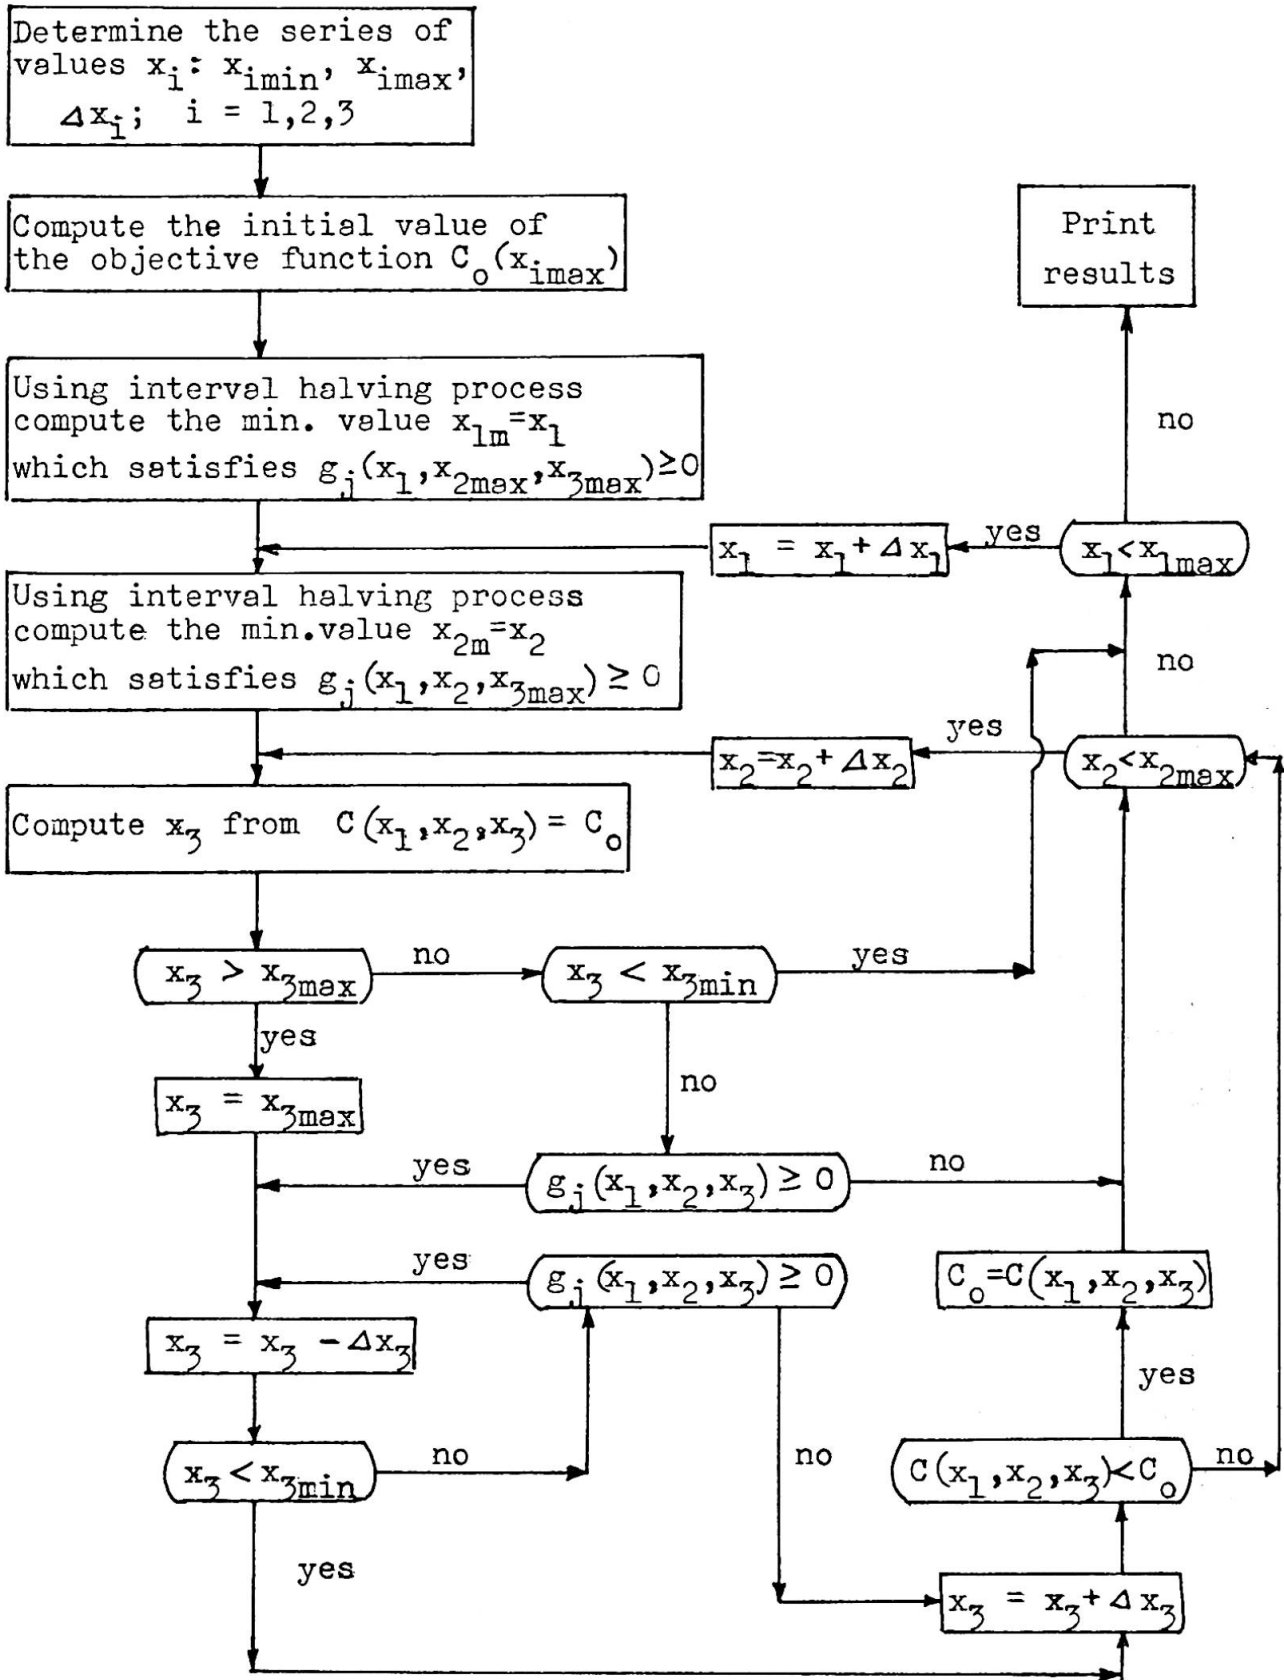 Determine the series of
values x_i: x_imin, x_imax,
Δx_i; i = 1,2,3
Compute the initial value of
the objective function C_o(x_imax)
Using interval halving process
compute the min. value x_1m=x_1
which satisfies g_j(x_1,x_2max,x_3max)≥0
Using interval halving process
compute the min.value x_2m=x_2
which satisfies g_j(x_1,x_2,x_3max) ≥ 0
Compute x_3 from C(x_1,x_2,x_3) = C_o
Print
results
no
x_1 = x_1 + Δx_1
yes
x_1<x_1max
no
x_2=x_2 + Δx_2
yes
x_2<x_2max
x_3 > x_3max
no
x_3 < x_3min
yes
yes
no
x_3 = x_3max
yes
g_j(x_1,x_2,x_3) ≥ 0
no
yes
g_j(x_1,x_2,x_3) ≥ 0
C_o=C(x_1,x_2,x_3)
x_3 = x_3 - Δx_3
yes
x_3 < x_3min
no
no
C(x_1,x_2,x_3)<C_o
no
yes
x_3 = x_3 + Δx_3